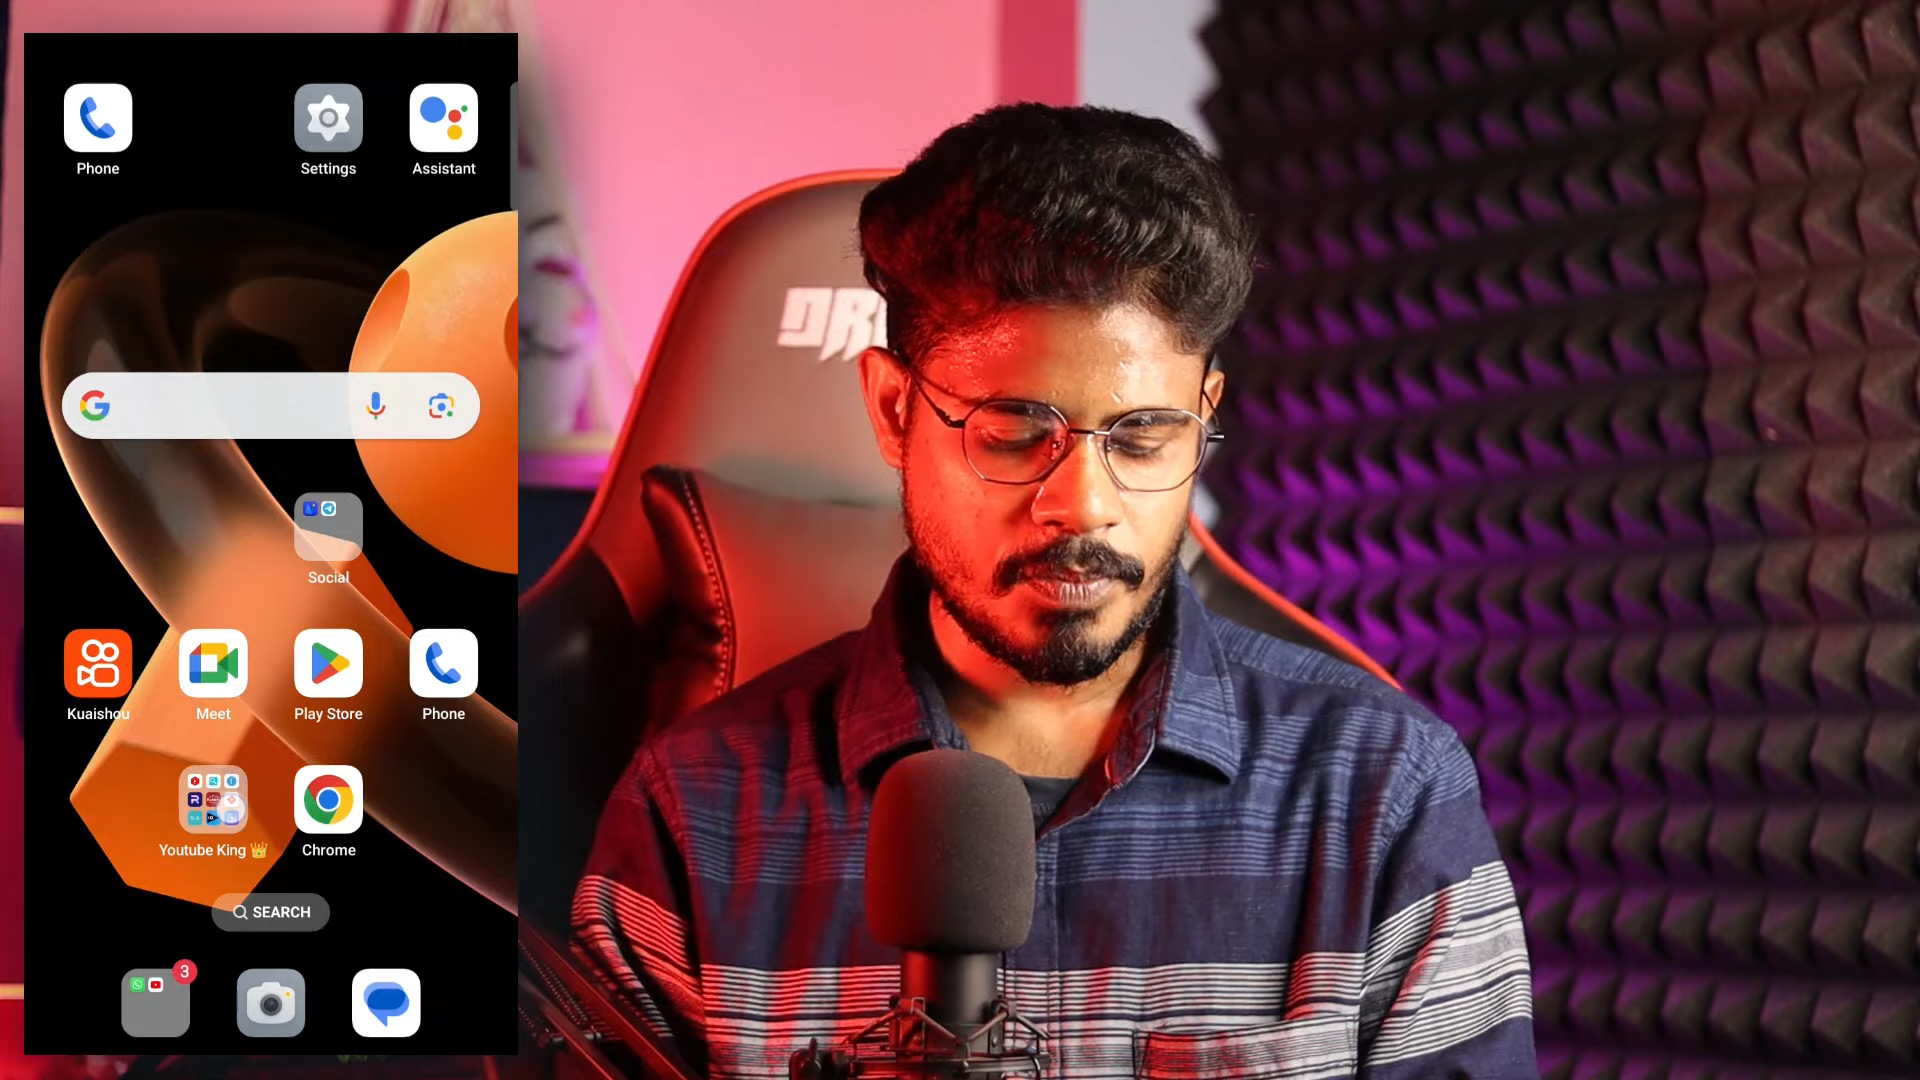 Phone
Settings
Assistant
Social
Kuaishou
Meet
Play Store
Phone
Youtube King 👑
Chrome
SEARCH
3